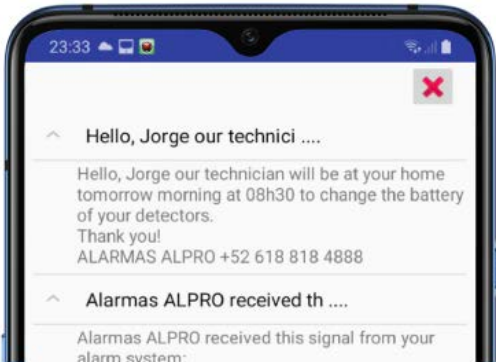 23:33
Hello, Jorge our technici ....
Hello, Jorge our technician will be at your home
tomorrow morning at 08h30 to change the battery
of your detectors.
Thank you!
ALARMAS ALPRO +52 618 818 4888
Alarmas ALPRO received th ....
Alarmas ALPRO received this signal from your
alarm system: